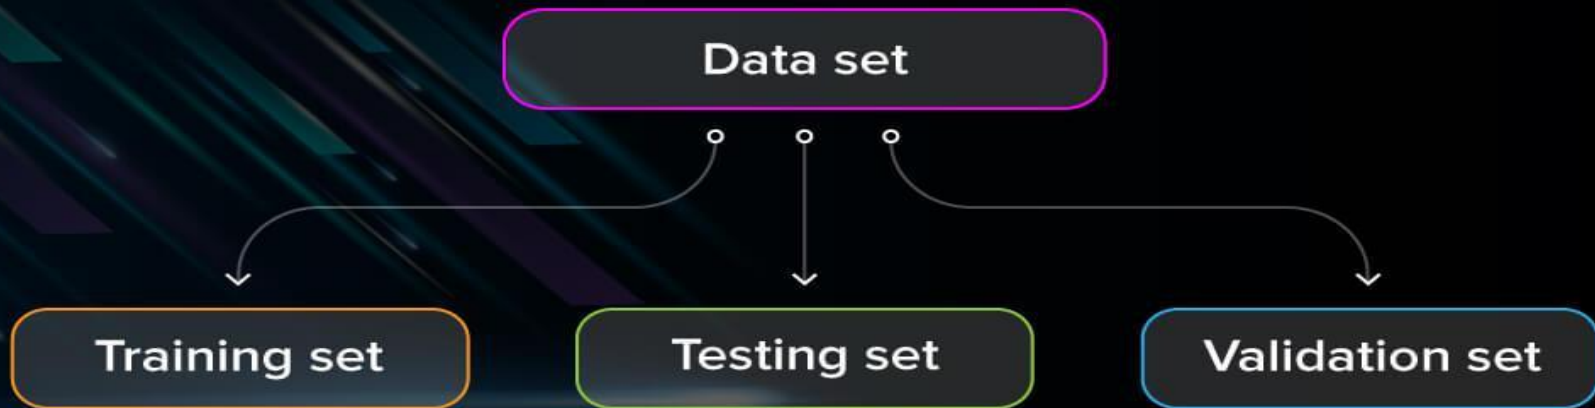 Data set
Training set
Testing set
Validation set